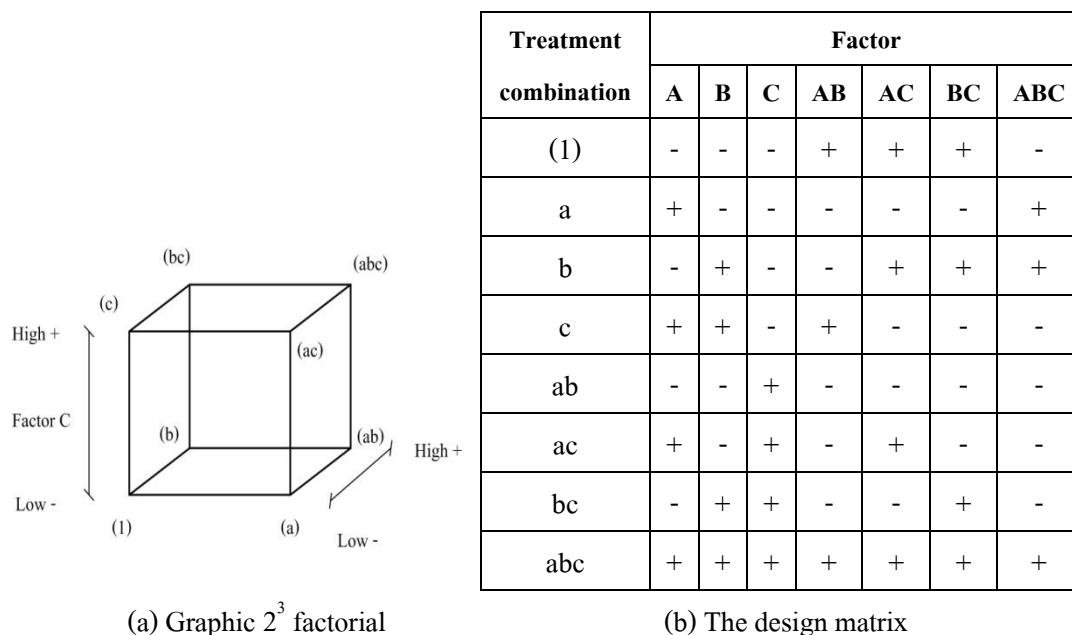 (bc)
(abc)
(c)
High +
(ac)
Factor C
(b)
(ab)
High +
Low -
(1)
(a)
Low -
(a) Graphic 2³ factorial
Treatment combination Factor
A B C AB AC BC ABC
(1) - - - + + + -
a + - - - - - +
b - + - - + + +
c + + - + - - -
ab - - + - - - -
ac + - + + - -
bc - + + - - + -
abc + + + + + + +
(b) The design matrix